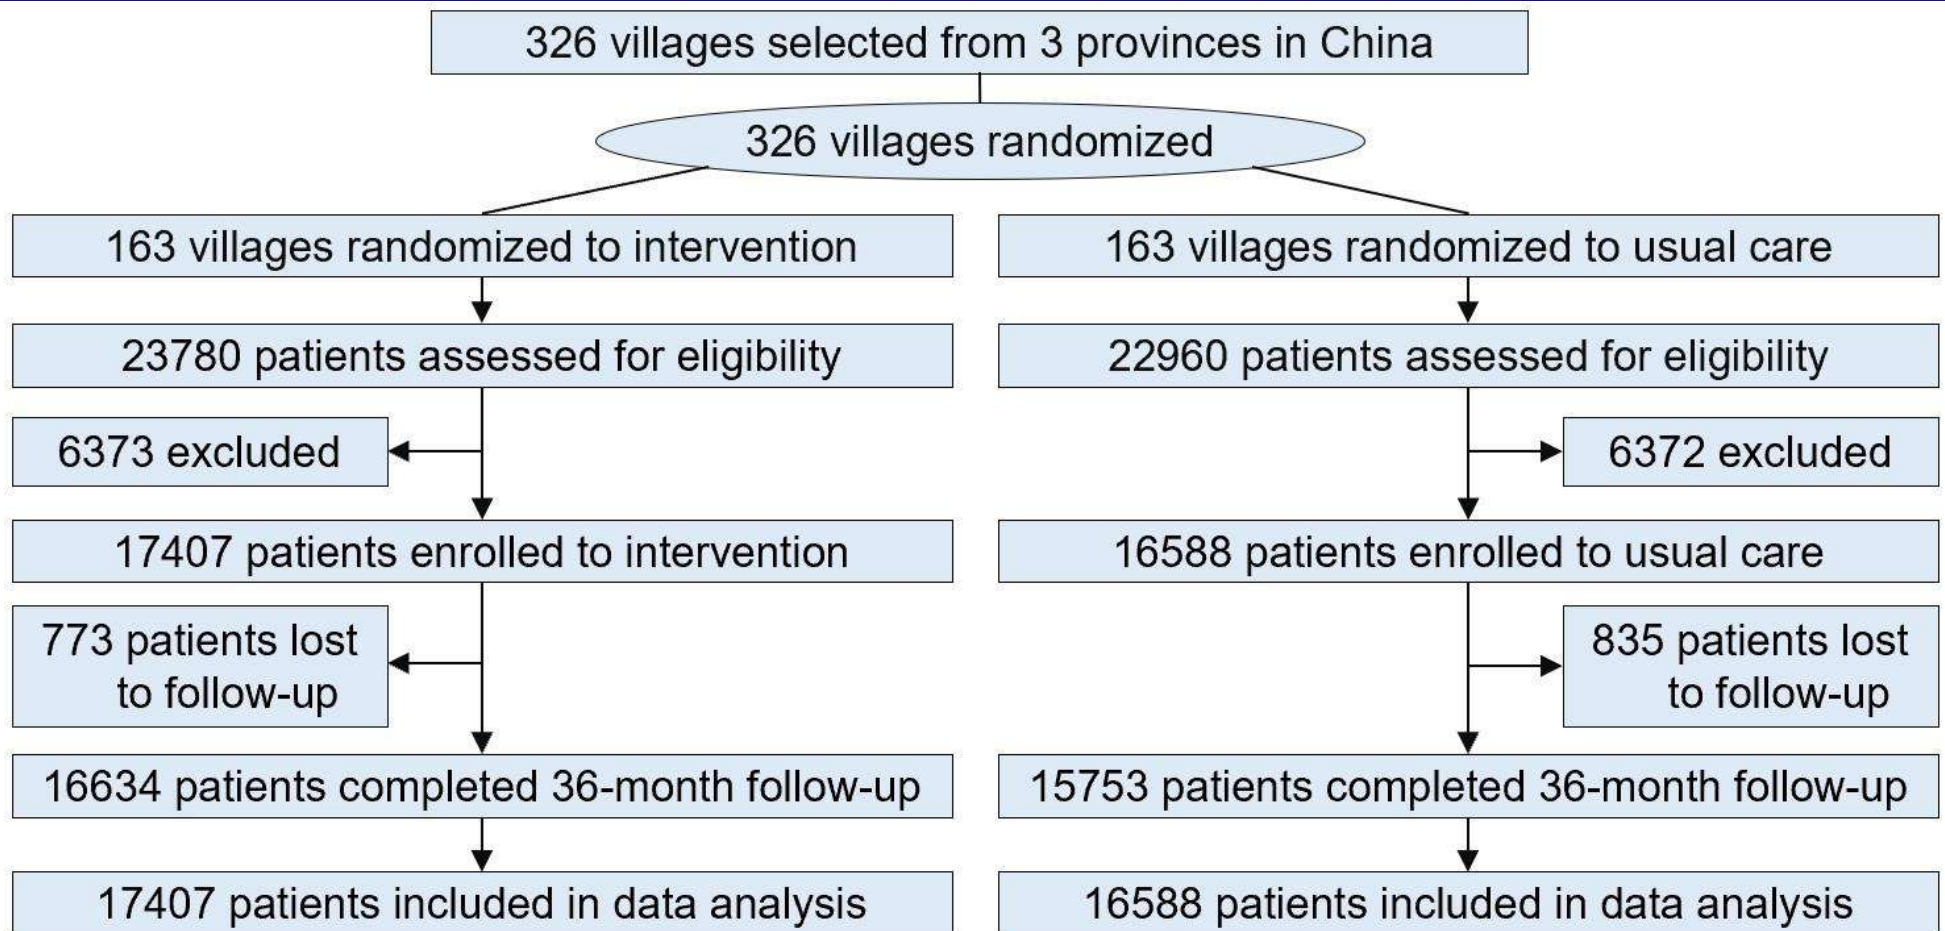 326 villages selected from 3 provinces in China
326 villages randomized
163 villages randomized to intervention
163 villages randomized to usual care
23780 patients assessed for eligibility
22960 patients assessed for eligibility
6373 excluded
6372 excluded
17407 patients enrolled to intervention
16588 patients enrolled to usual care
773 patients lost
to follow-up
835 patients lost
to follow-up
16634 patients completed 36-month follow-up
15753 patients completed 36-month follow-up
17407 patients included in data analysis
16588 patients included in data analysis